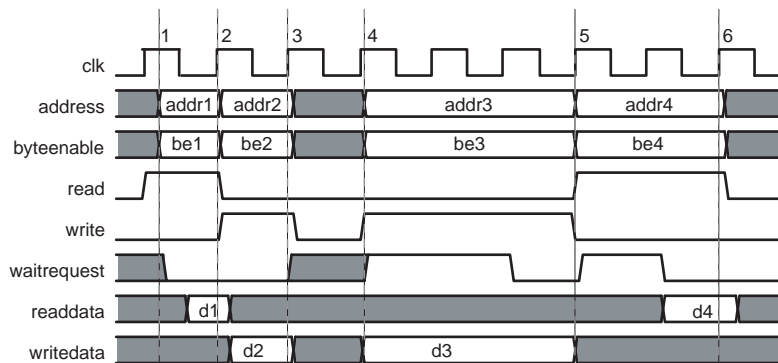 1 2 3 4 5 6
clk
address addr1 addr2 addr3 addr4
byteenable be1 be2 be3 be4
read
write
waitrequest
readdata d1 d4
writedata d2 d3